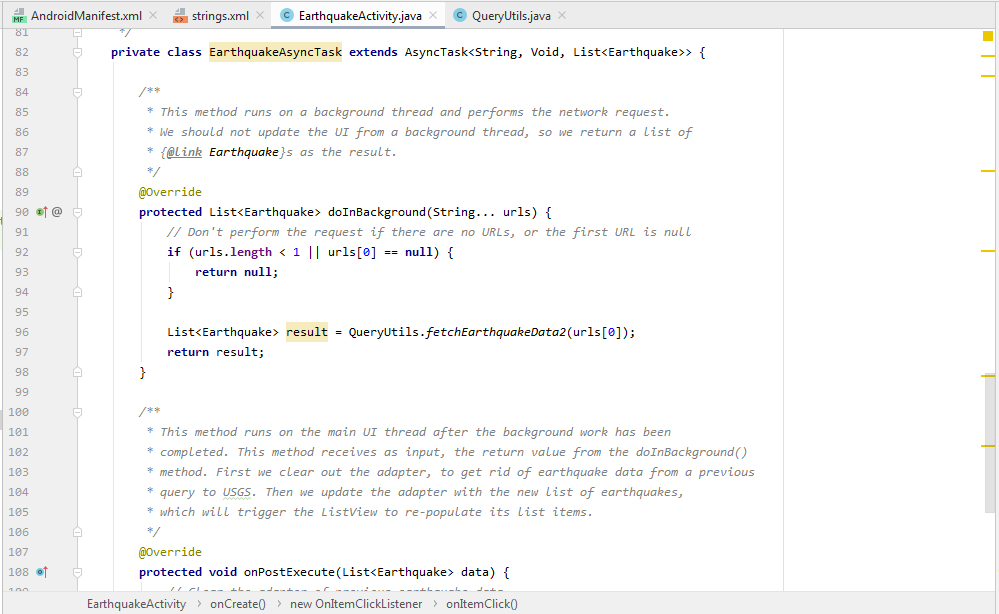 AndroidManifest.xml strings.xml EarthquakeActivity.java QueryUtils.java
81 */
82 private class EarthquakeAsyncTask extends AsyncTask<String, Void, List<Earthquake>> {
83
84 /**
85 * This method runs on a background thread and performs the network request.
86 * We should not update the UI from a background thread, so we return a list of
87 * {@link Earthquake}s as the result.
88 */
89 @Override
90 @ protected List<Earthquake> doInBackground(String... urls) {
91 // Don't perform the request if there are no URLs, or the first URL is null
92 if (urls.length < 1 || urls[0] == null) {
93 return null;
94 }
95
96 List<Earthquake> result = QueryUtils.fetchEarthquakeData2(urls[0]);
97 return result;
98 }
99
100 /**
101 * This method runs on the main UI thread after the background work has been
102 * completed. This method receives as input, the return value from the doInBackground()
103 * method. First we clear out the adapter, to get rid of earthquake data from a previous
104 * query to USGS. Then we update the adapter with the new list of earthquakes,
105 * which will trigger the ListView to re-populate its list items.
106 */
107 @Override
108 protected void onPostExecute(List<Earthquake> data) {
109 // Clear the adapter of previous earthquake data
EarthquakeActivity › onCreate() › new OnItemClickListener › onItemClick()